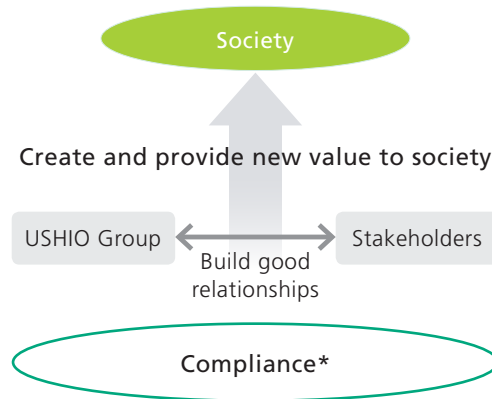 Society
Create and provide new value to society
USHIO Group
Stakeholders
Build good
relationships
Compliance*